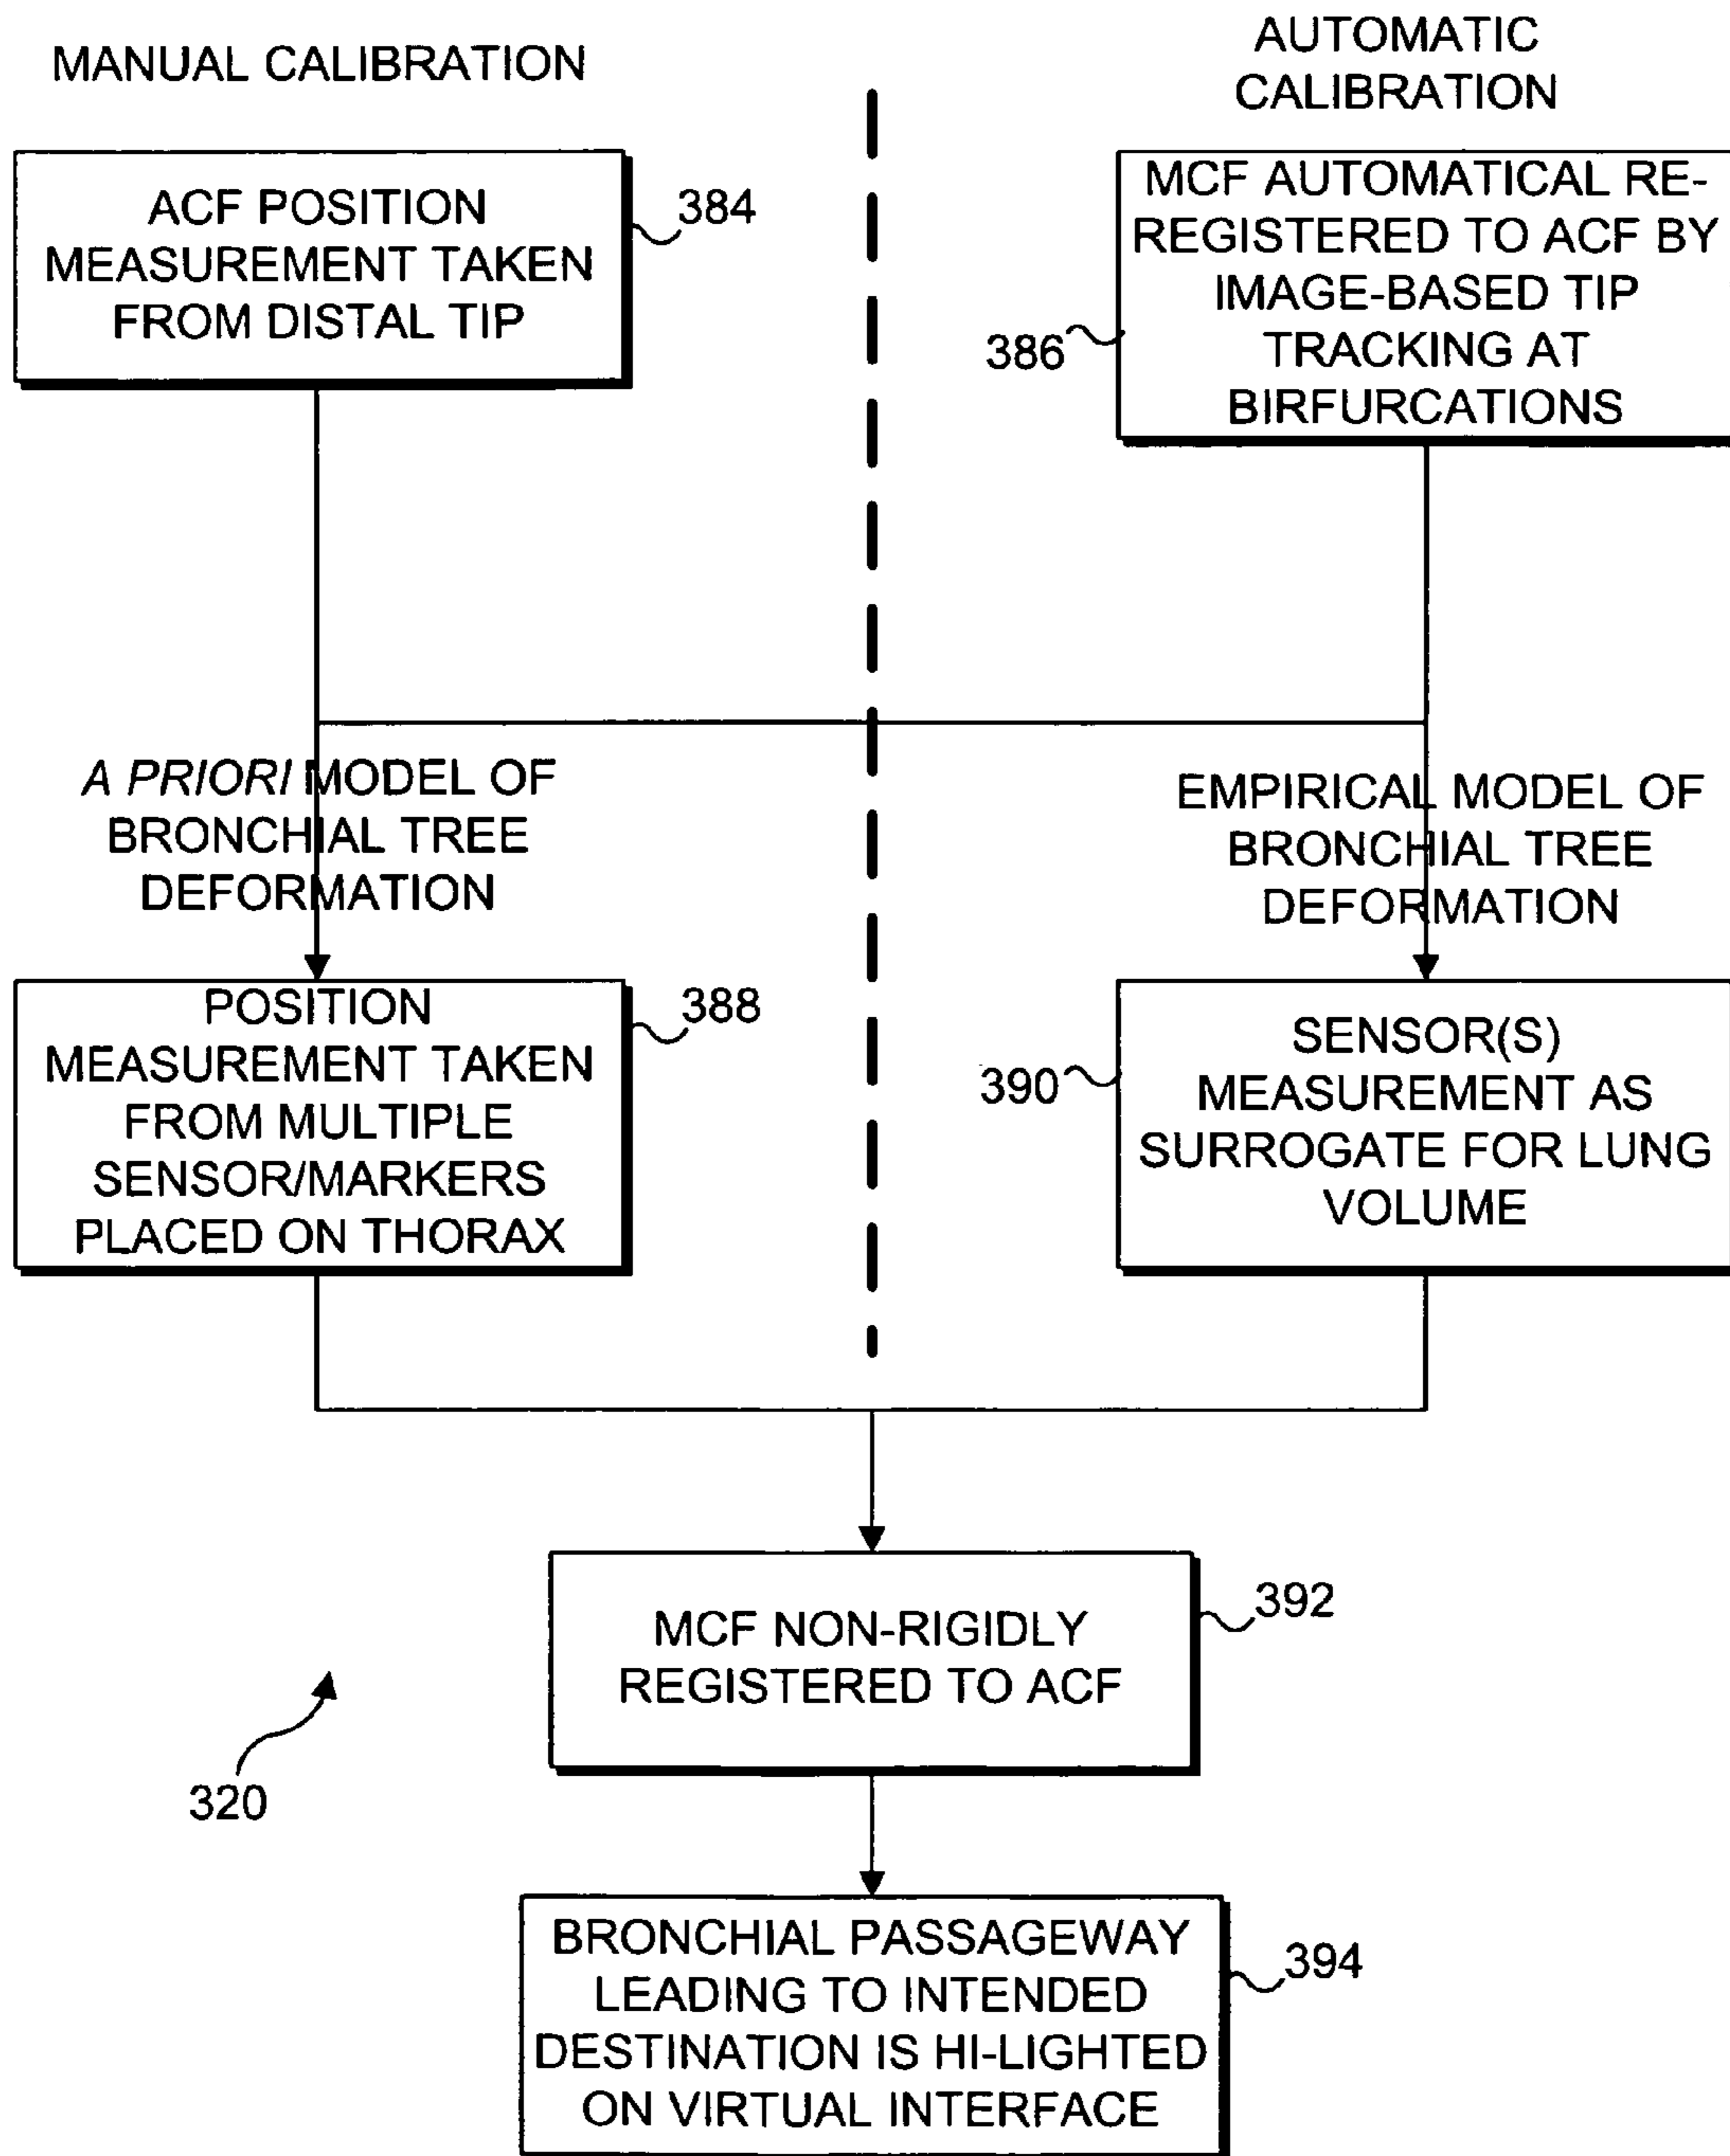 MANUAL CALIBRATION
AUTOMATIC
CALIBRATION
ACF POSITION
MEASUREMENT TAKEN
FROM DISTAL TIP
384
MCF AUTOMATICAL RE-
REGISTERED TO ACF BY
IMAGE-BASED TIP
TRACKING AT
BIRFURCATIONS
386
A PRIORI MODEL OF
BRONCHIAL TREE
DEFORMATION
EMPIRICAL MODEL OF
BRONCHIAL TREE
DEFORMATION
POSITION
MEASUREMENT TAKEN
FROM MULTIPLE
SENSOR/MARKERS
PLACED ON THORAX
388
SENSOR(S)
MEASUREMENT AS
SURROGATE FOR LUNG
VOLUME
390
MCF NON-RIGIDLY
REGISTERED TO ACF
392
320
BRONCHIAL PASSAGEWAY
LEADING TO INTENDED
DESTINATION IS HI-LIGHTED
ON VIRTUAL INTERFACE
394